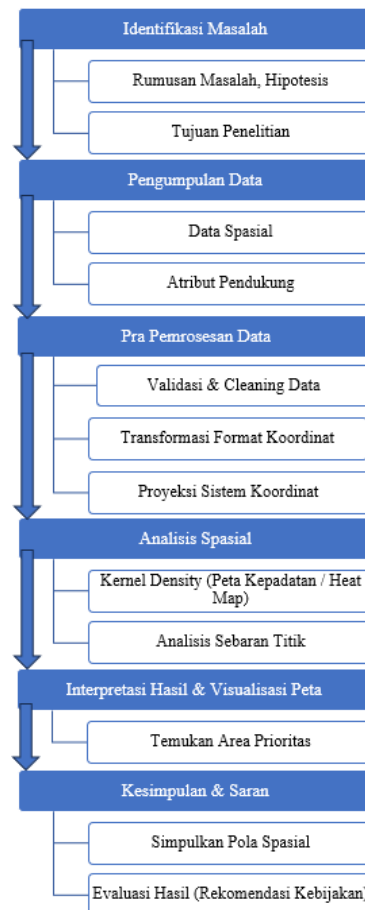 Identifikasi Masalah
Rumusan Masalah, Hipotesis
Tujuan Penelitian
Pengumpulan Data
Data Spasial
Atribut Pendukung
Pra Pemrosesan Data
Validasi & Cleaning Data
Transformasi Format Koordinat
Proyeksi Sistem Koordinat
Analisis Spasial
Kernel Density (Peta Kepadatan / Heat
Map)
Analisis Sebaran Titik
Interpretasi Hasil & Visualisasi Peta
Temukan Area Prioritas
Kesimpulan & Saran
Simpulkan Pola Spasial
Evaluasi Hasil (Rekomendasi Kebijakan)